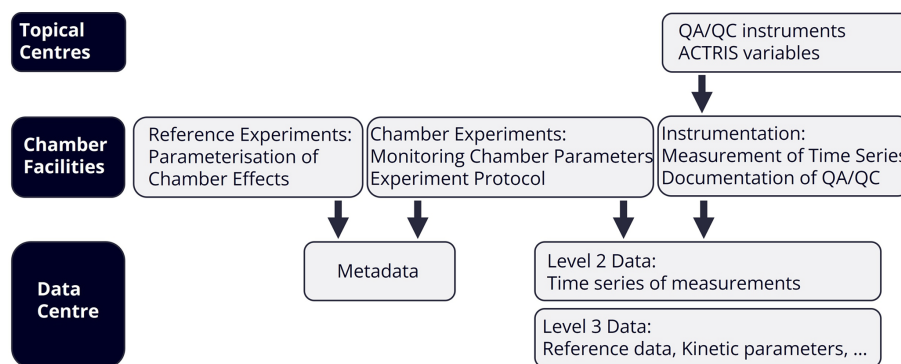 Topical
Centres
QA/QC instruments
ACTRIS variables
Chamber
Facilities
Reference Experiments:
Parameterisation of
Chamber Effects
Chamber Experiments:
Monitoring Chamber Parameters
Experiment Protocol
Instrumentation:
Measurement of Time Series
Documentation of QA/QC
Data
Centre
Metadata
Level 2 Data:
Time series of measurements
Level 3 Data:
Reference data, Kinetic parameters, ...